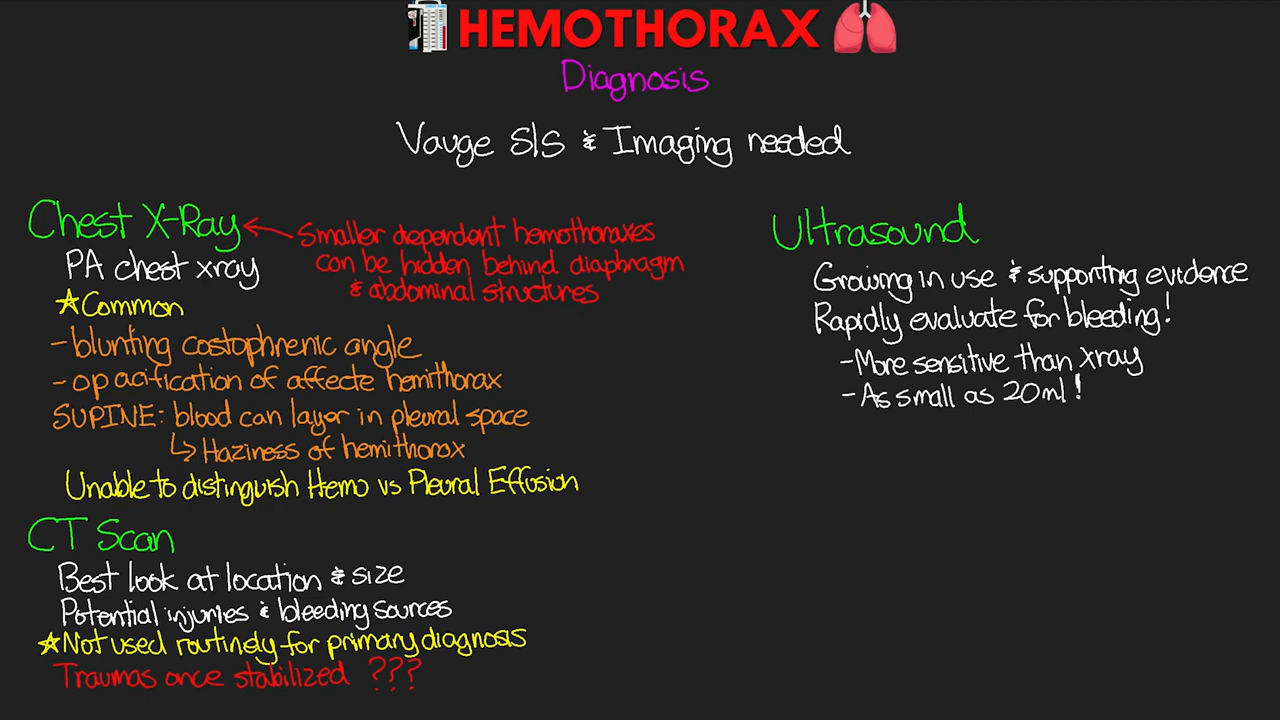 HEMOTHORAX
Diagnosis
Vauge S/S & Imaging needed
Chest X-Ray
Smaller dependent hemothoraxes
can be hidden behind diaphragm
& abdominal structures
PA chest xray
☆Common
-blunting costophrenic angle
-opacification of affecte hemithorax
SUPINE: blood can layer in pleural space
↳Haziness of hemithorax
Unable to distinguish Hemo vs Pleural Effusion
CT Scan
Best look at location & size
Potential injuries & bleeding sources
☆Not used routinely for primary diagnosis
Traumas once stabilized ???
Ultrasound
Growing in use & supporting evidence
Rapidly evaluate for bleeding!
-More sensitive than xray
-As small as 20ml!